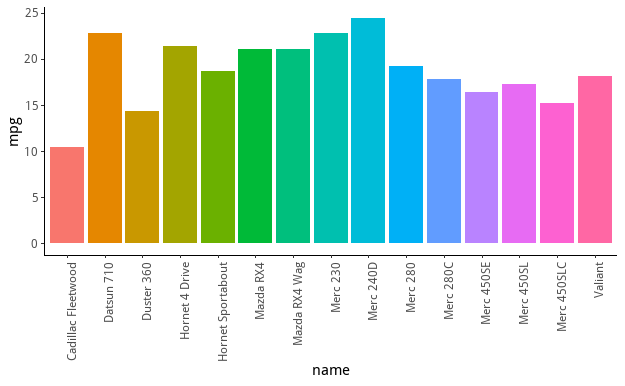 mpg
25
20
15
10
5
0
Cadillac Fleetwood
Datsun 710
Duster 360
Hornet 4 Drive
Hornet Sportabout
Mazda RX4
Mazda RX4 Wag
Merc 230
Merc 240D
Merc 280
Merc 280C
Merc 450SE
Merc 450SL
Merc 450SLC
Valiant
name